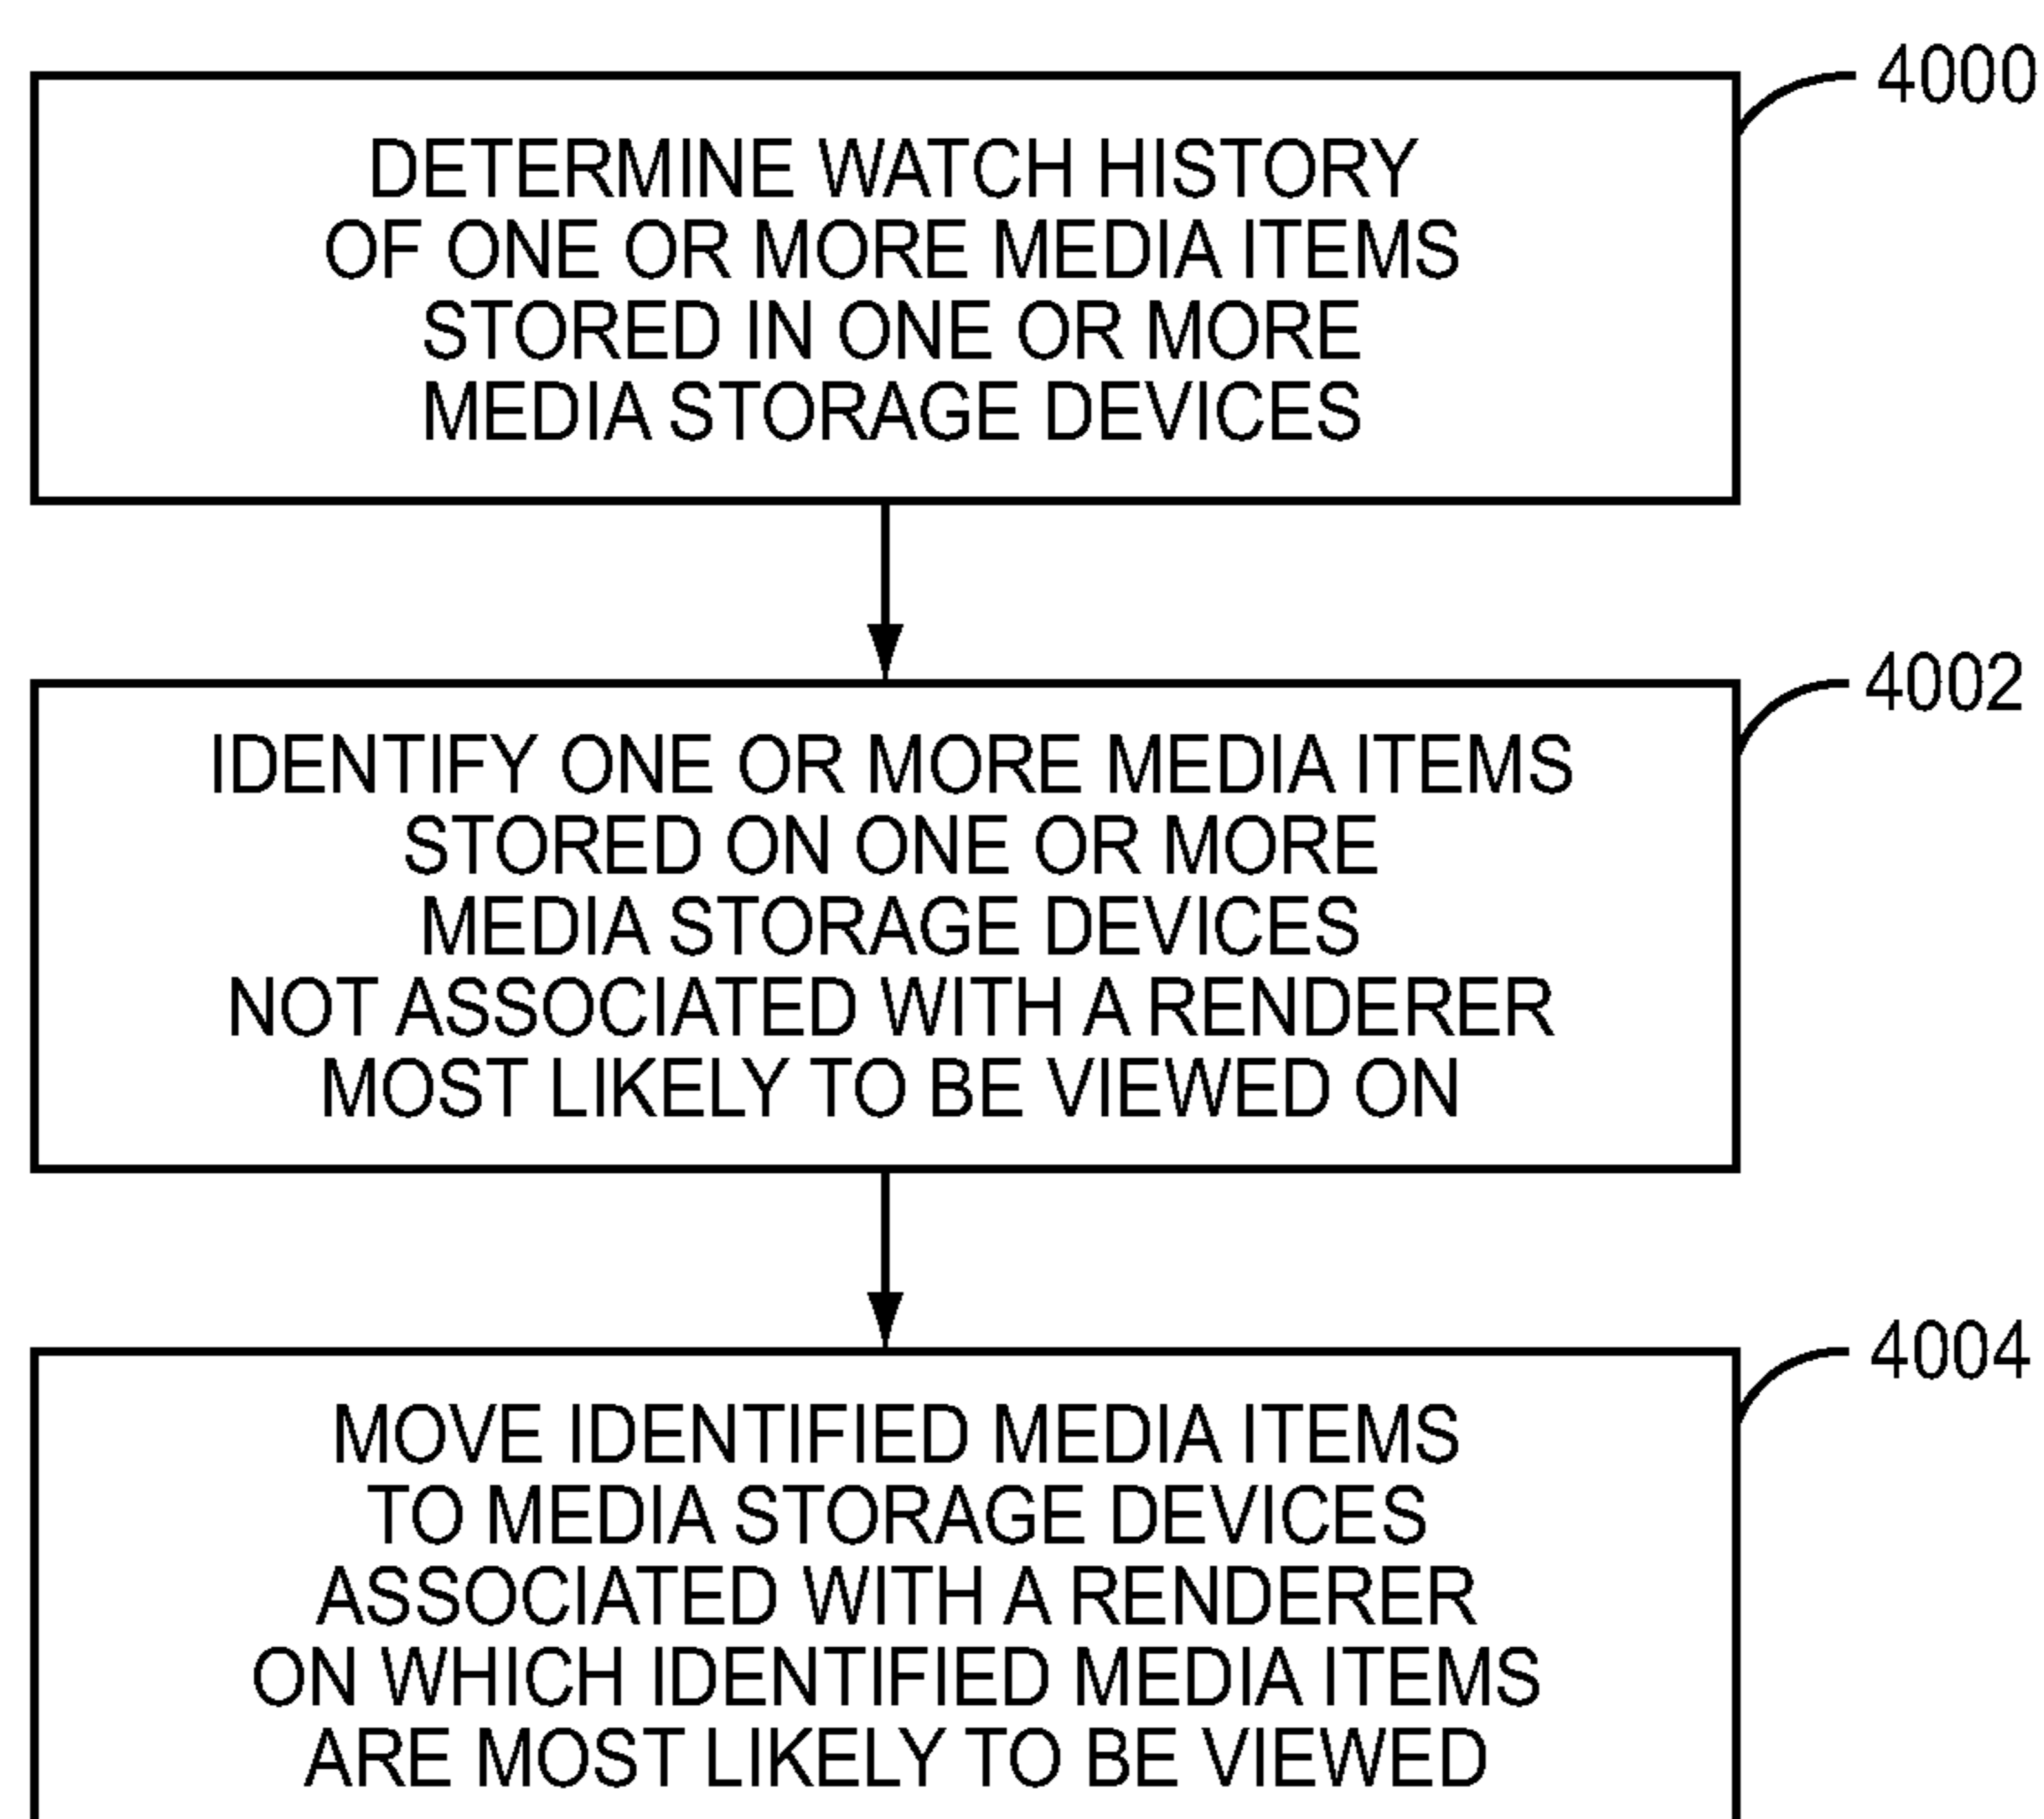 4000
DETERMINE WATCH HISTORY
OF ONE OR MORE MEDIA ITEMS
STORED IN ONE OR MORE
MEDIA STORAGE DEVICES
4002
IDENTIFY ONE OR MORE MEDIA ITEMS
STORED ON ONE OR MORE
MEDIA STORAGE DEVICES
NOT ASSOCIATED WITH A RENDERER
MOST LIKELY TO BE VIEWED ON
4004
MOVE IDENTIFIED MEDIA ITEMS
TO MEDIA STORAGE DEVICES
ASSOCIATED WITH A RENDERER
ON WHICH IDENTIFIED MEDIA ITEMS
ARE MOST LIKELY TO BE VIEWED